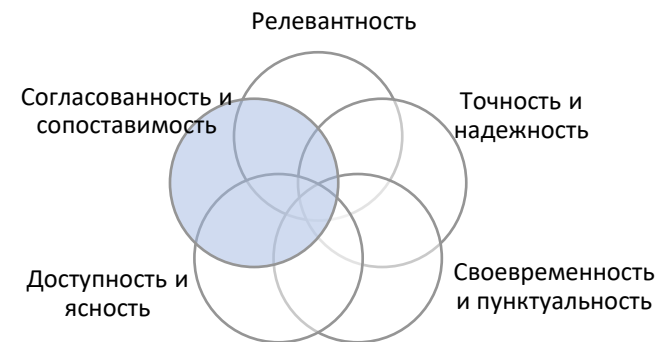 Релевантность
Согласованность и
сопоставимость
Точность и
надежность
Доступность и
ясность
Своевременность
и пунктуальность